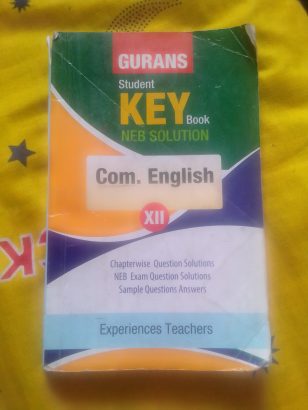 GURANS
Student
KEY Book
NEB SOLUTION
Com. English
XII
Chapterwise Question Solutions
NEB Exam Question Solutions
Sample Questions Answers
Experiences Teachers